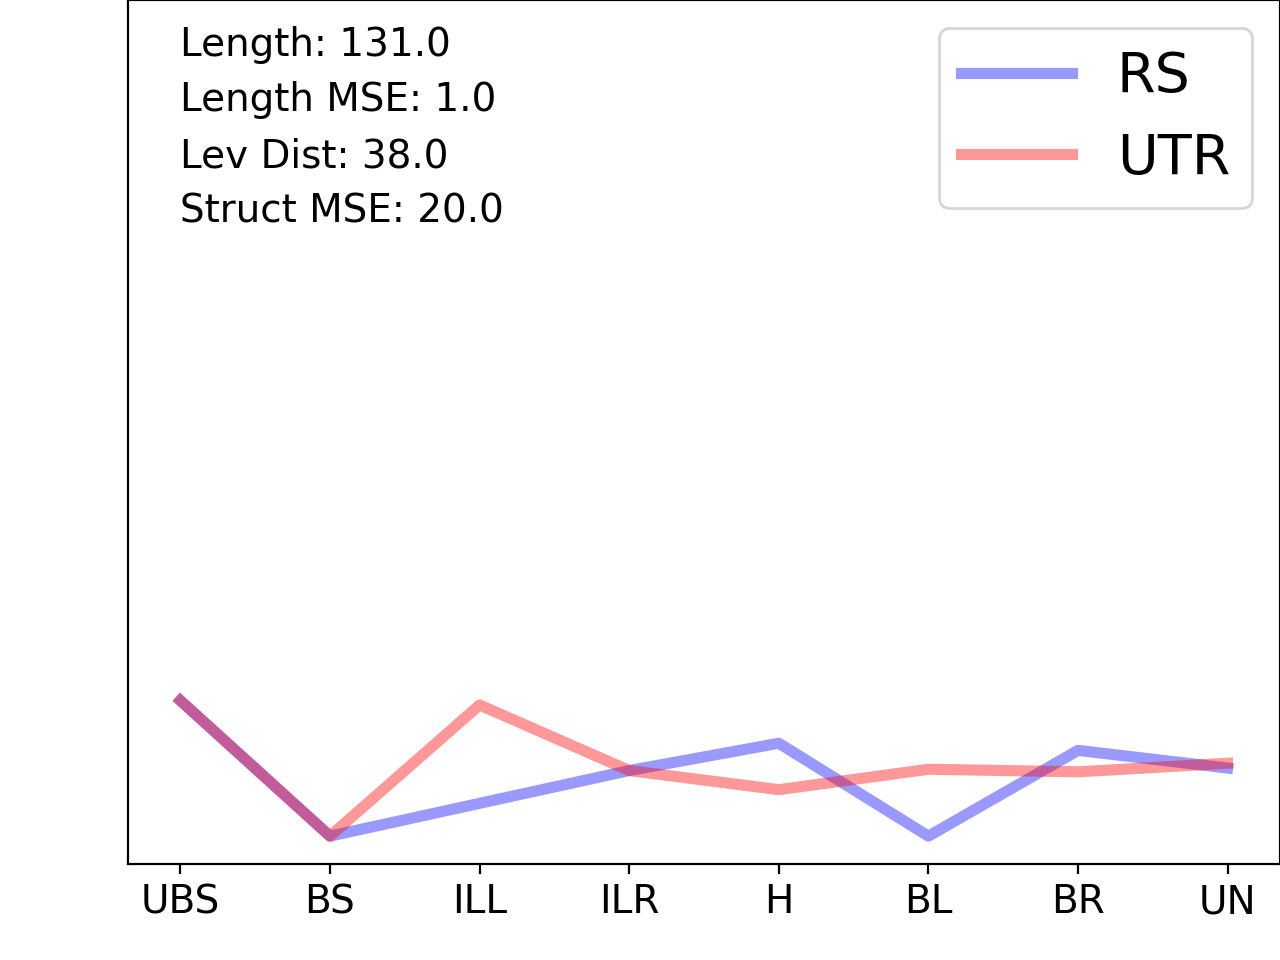 Length: 131.0
Length MSE: 1.0
Lev Dist: 38.0
Struct MSE: 20.0
RS
UTR
UBS BS ILL ILR H BL BR UN